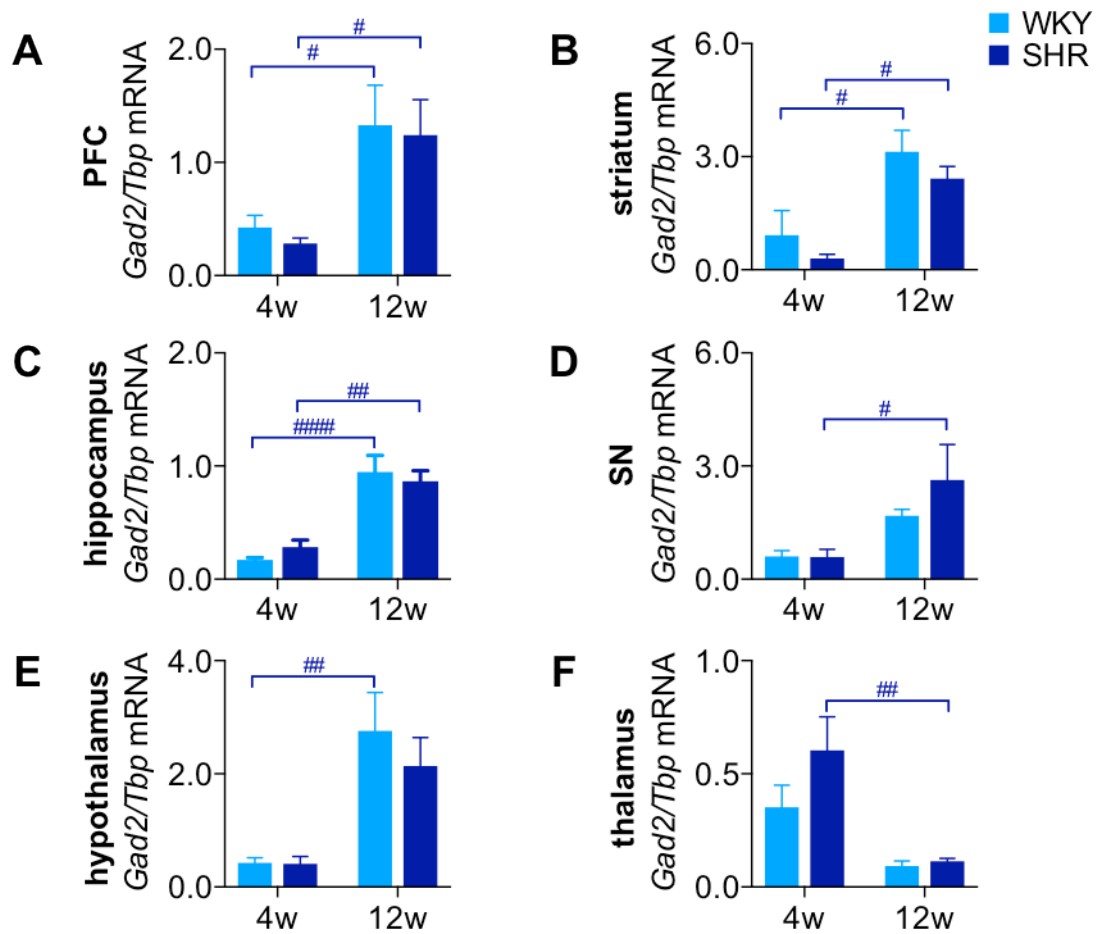 WKY
SHR
A
PFC
Gad2/Tbp mRNA
2.0
1.0
0.0
#
#
4w
12w
B
striatum
Gad2/Tbp mRNA
6.0
3.0
0.0
#
#
4w
12w
C
hippocampus
Gad2/Tbp mRNA
2.0
1.0
0.0
##
####
4w
12w
D
SN
Gad2/Tbp mRNA
6.0
3.0
0.0
#
4w
12w
E
hypothalamus
Gad2/Tbp mRNA
4.0
2.0
0.0
##
4w
12w
F
thalamus
Gad2/Tbp mRNA
1.0
0.5
0.0
##
4w
12w